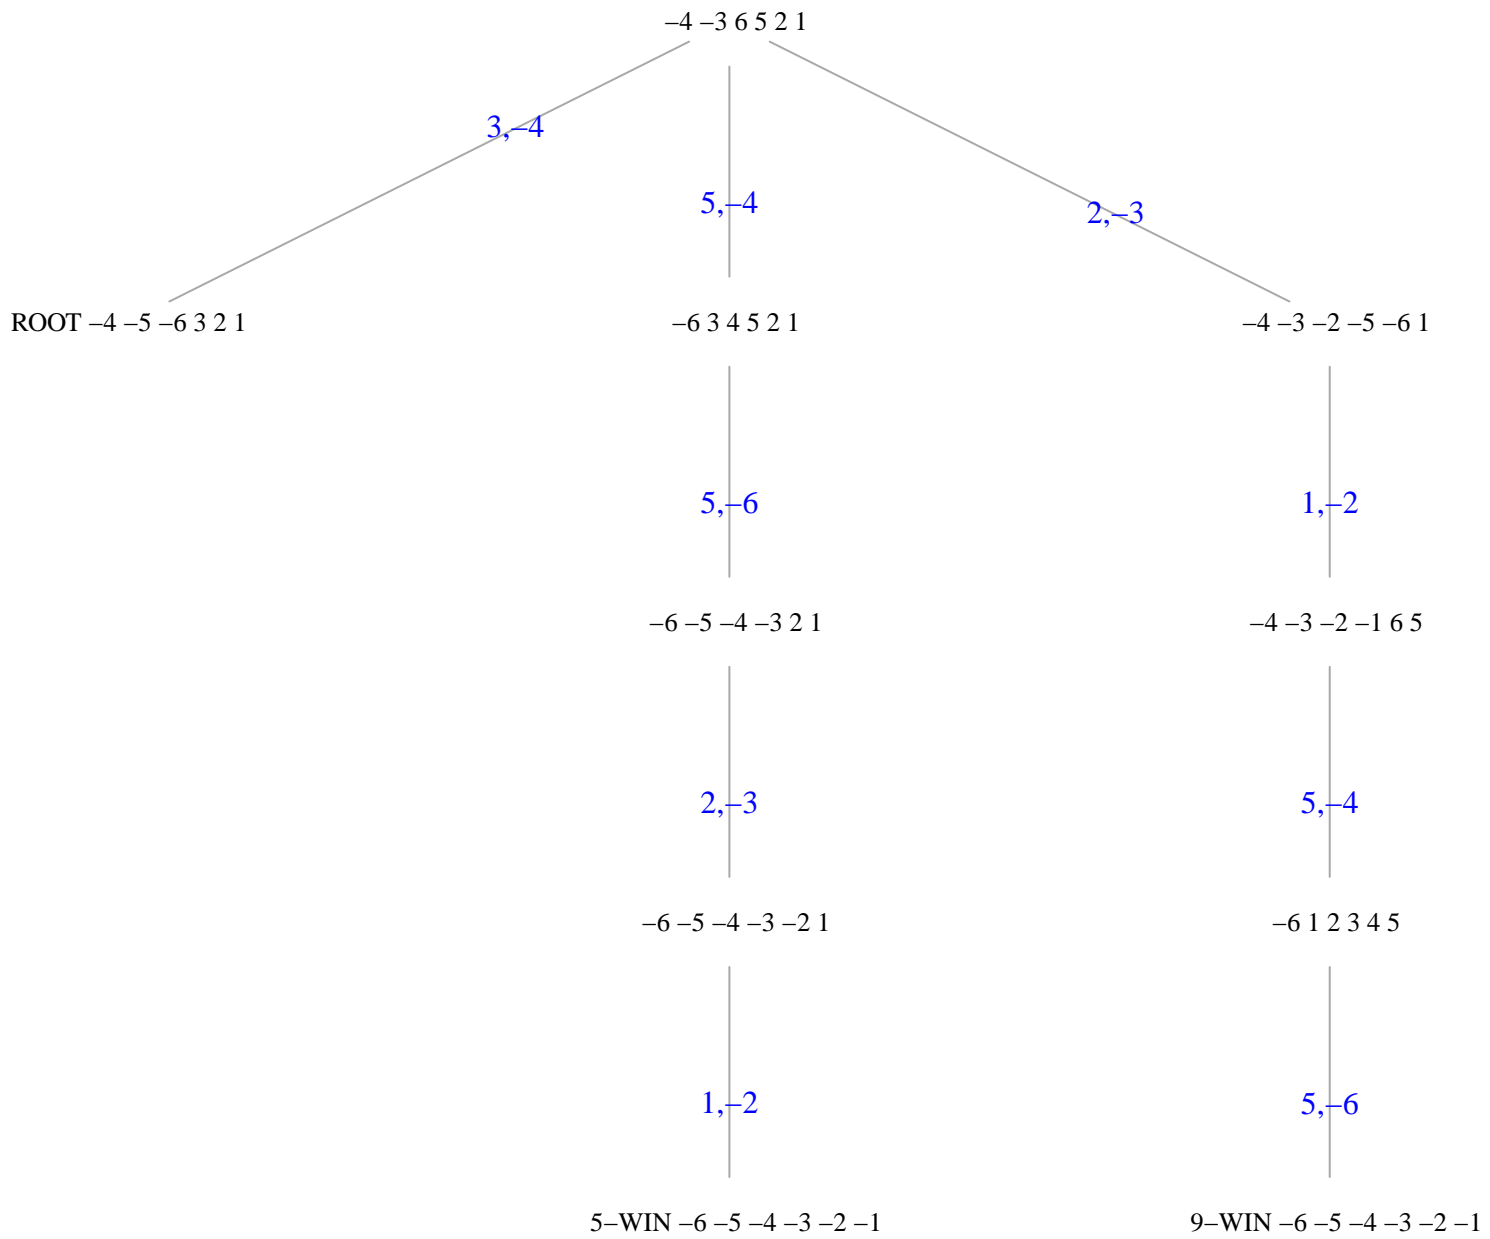 –4 –3 6 5 2 1
3,–4
5,–4
2,–3
ROOT –4 –5 –6 3 2 1
–6 3 4 5 2 1
–4 –3 –2 –5 –6 1
5,–6
1,–2
–6 –5 –4 –3 2 1
–4 –3 –2 –1 6 5
2,–3
5,–4
–6 –5 –4 –3 –2 1
–6 1 2 3 4 5
1,–2
5,–6
5–WIN –6 –5 –4 –3 –2 –1
9–WIN –6 –5 –4 –3 –2 –1